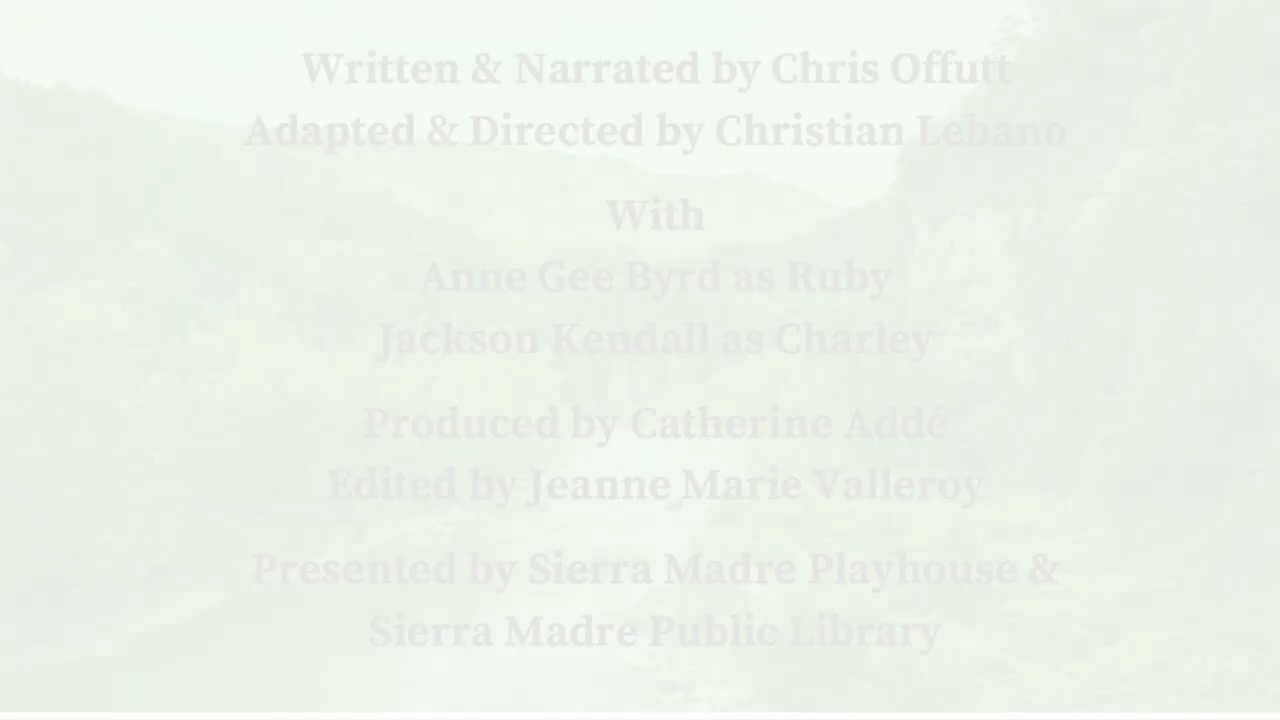 Written & Narrated by Chris Offutt
Adapted & Directed by Christian Lebano
With
Anne Gee Byrd as Ruby
Jackson Kendall as Charley
Produced by Catherine Addé
Edited by Jeanne Marie Valleroy
Presented by Sierra Madre Playhouse &
Sierra Madre Public Library